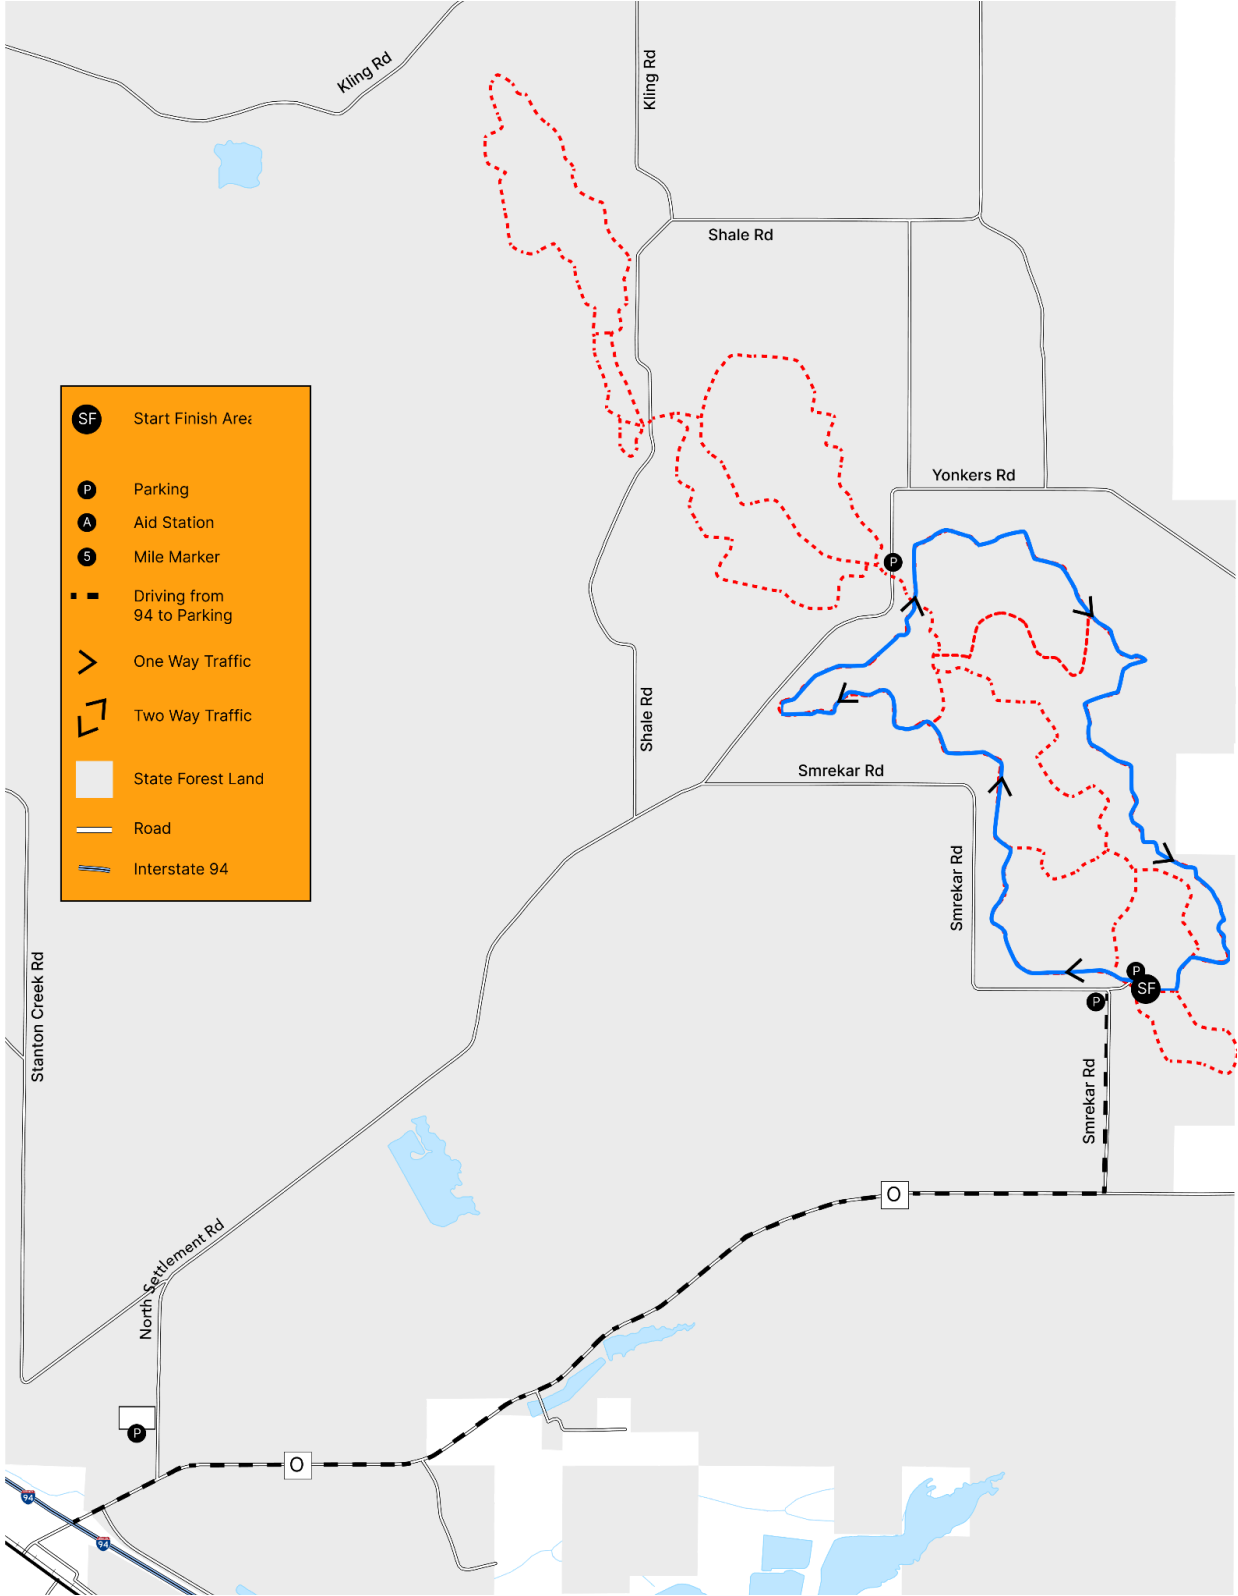 Kling Rd
Kling Rd
Shale Rd
Yonkers Rd
P
SF
Start Finish Area
P
Parking
A
Aid Station
5
Mile Marker
Driving from
94 to Parking
One Way Traffic
Two Way Traffic
State Forest Land
Road
Interstate 94
Shale Rd
Smrekar Rd
Smrekar Rd
Stanton Creek Rd
P
SF
P
Smrekar Rd
O
North Settlement Rd
P
O
94
94